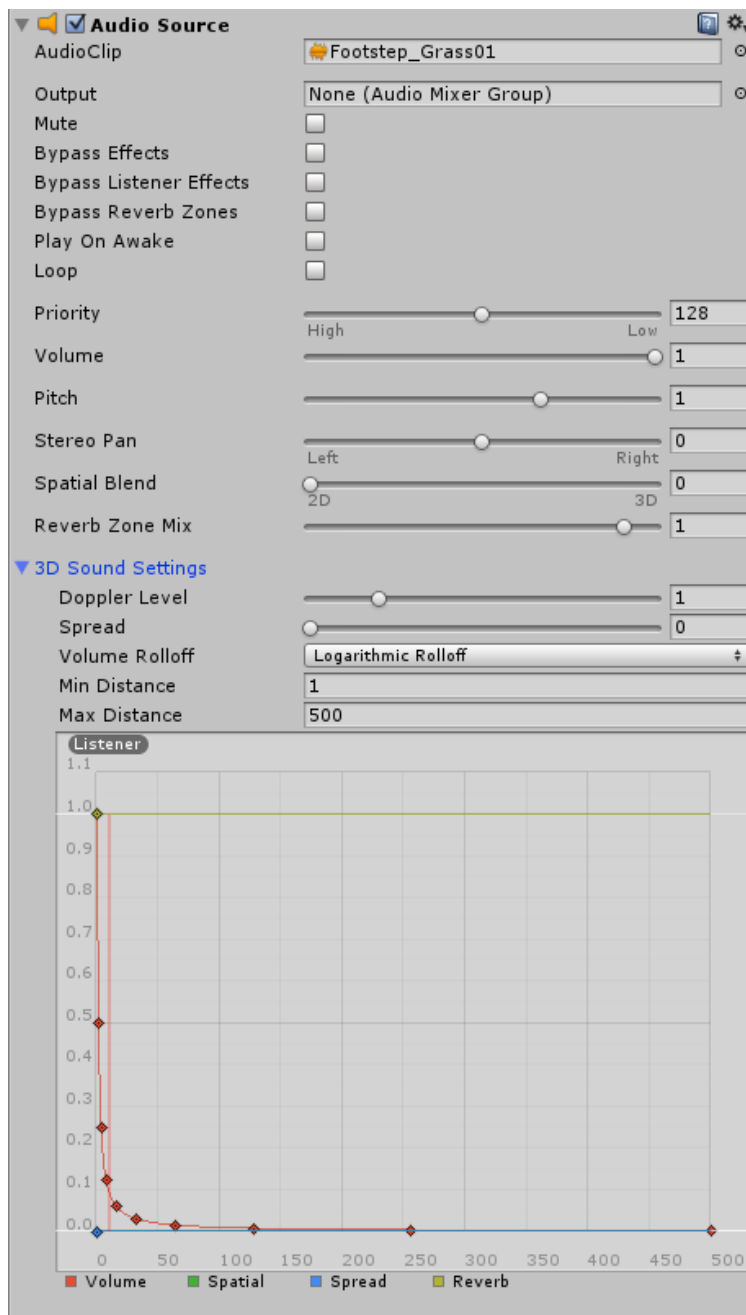 Audio Source
AudioClip Footstep_Grass01
Output None (Audio Mixer Group)
Mute
Bypass Effects
Bypass Listener Effects
Bypass Reverb Zones
Play On Awake
Loop
Priority 128
High Low
Volume 1
Pitch 1
Stereo Pan 0
Left Right
Spatial Blend 0
2D 3D
Reverb Zone Mix 1
3D Sound Settings
Doppler Level 1
Spread 0
Volume Rolloff Logarithmic Rolloff
Min Distance 1
Max Distance 500
Listener
1.1
1.0
0.9
0.8
0.7
0.6
0.5
0.4
0.3
0.2
0.1
0.0
0 50 100 150 200 250 300 350 400 450 500
Volume Spatial Spread Reverb